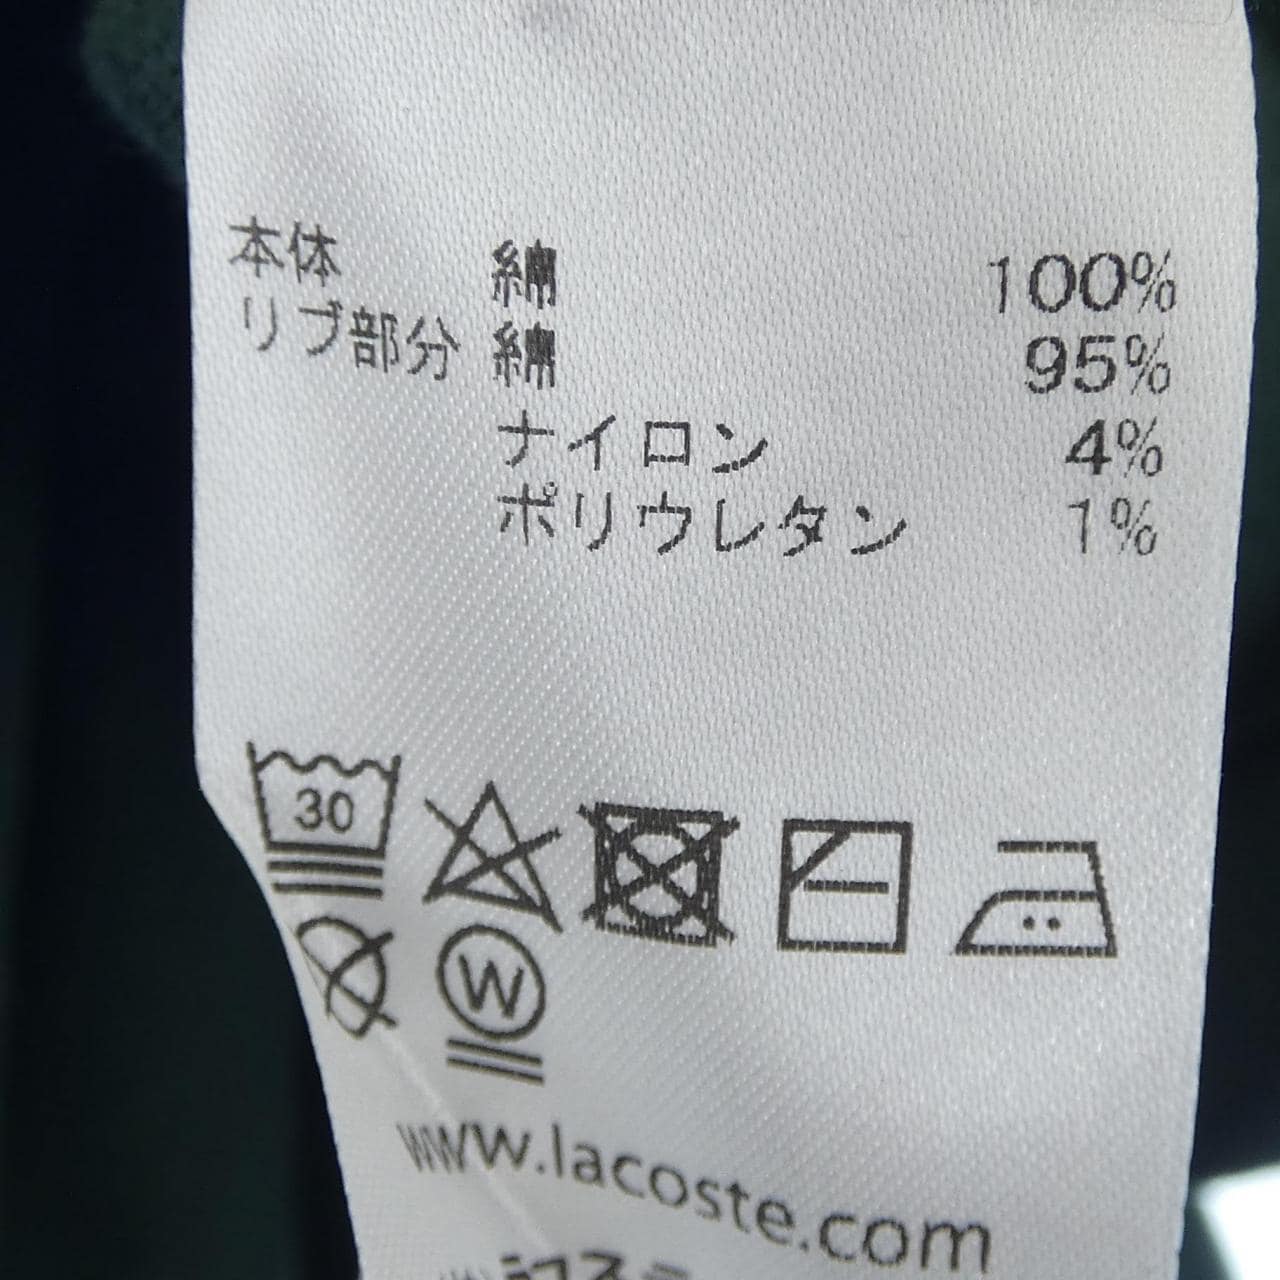 本体 綿 100%
リブ部分 綿 95%
ナイロン 4%
ポリウレタン 1%
30
W
www.lacoste.com